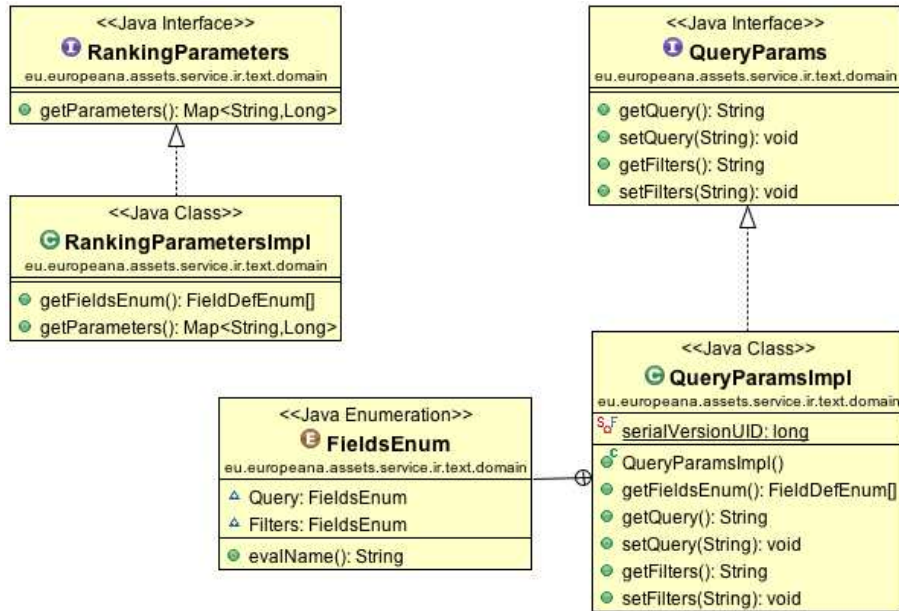 <<Java Interface>>
RankingParameters
eu.europeana.assets.service.ir.text.domain
getParameters(): Map<String,Long>
<<Java Class>>
RankingParametersImpl
eu.europeana.assets.service.ir.text.domain
getFieldsEnum(): FieldDefEnum[]
getParameters(): Map<String,Long>
<<Java Interface>>
QueryParams
eu.europeana.assets.service.ir.text.domain
getQuery(): String
setQuery(String): void
getFilters(): String
setFilters(String): void
<<Java Enumeration>>
FieldsEnum
eu.europeana.assets.service.ir.text.domain
Query: FieldsEnum
Filters: FieldsEnum
evalName(): String
<<Java Class>>
QueryParamsImpl
eu.europeana.assets.service.ir.text.domain
serialVersionUID: long
QueryParamsImpl()
getFieldsEnum(): FieldDefEnum[]
getQuery(): String
setQuery(String): void
getFilters(): String
setFilters(String): void